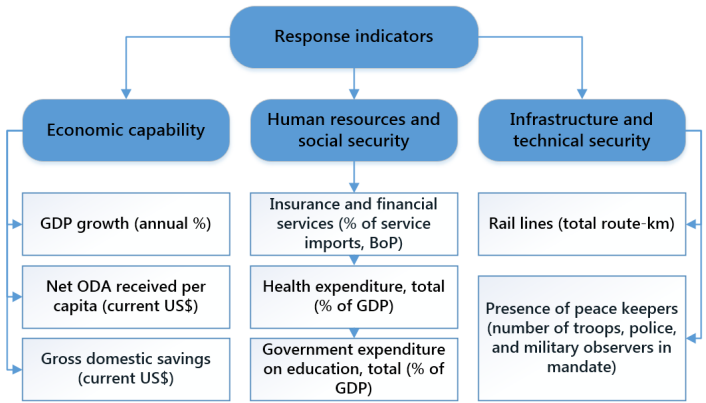 Response indicators
Economic capability
Human resources and
social security
Infrastructure and
technical security
GDP growth (annual %)
Net ODA received per
capita (current US$)
Gross domestic savings
(current US$)
Insurance and financial
services (% of service
imports, BoP)
Health expenditure, total
(% of GDP)
Government expenditure
on education, total (% of
GDP)
Rail lines (total route-km)
Presence of peace keepers
(number of troops, police,
and military observers in
mandate)